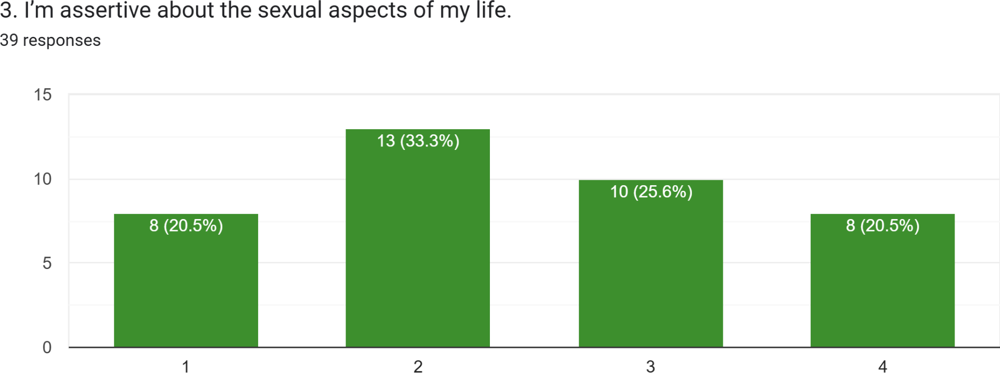 3. I’m assertive about the sexual aspects of my life.
39 responses
15
10
5
0
8 (20.5%)
13 (33.3%)
10 (25.6%)
8 (20.5%)
1 2 3 4